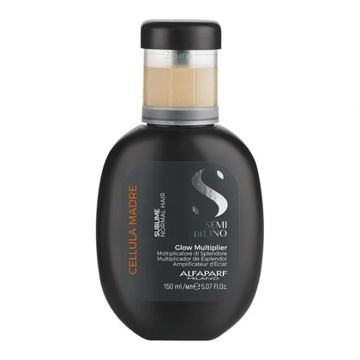 CELLULA MADRE
SUBLIME
NORMAL HAIR
SEMI
DI LINO
Glow Multiplier
Moltiplicatore di Splendore
Multiplicador de Esplendor
Amplificateur d'Éclat
ALFAPARF
MILANO
150 ml/мл℮5.07 Fl.Oz.